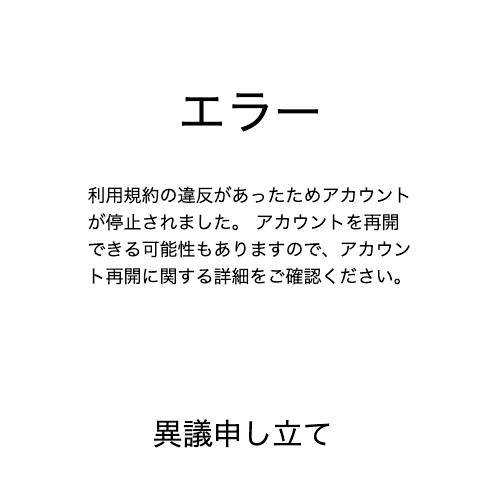 エラー
利用規約の違反があったためアカウント
が停止されました。 アカウントを再開
できる可能性もありますので、アカウン
ト再開に関する詳細をご確認ください。
異議申し立て